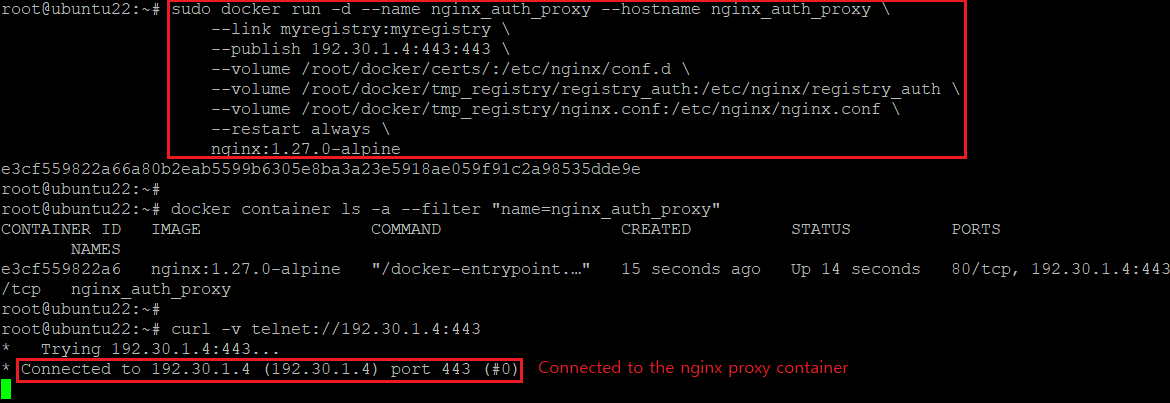 root@ubuntu22:~# sudo docker run -d --name nginx_auth_proxy --hostname nginx_auth_proxy \
    --link myregistry:myregistry \
    --publish 192.30.1.4:443:443 \
    --volume /root/docker/certs/:/etc/nginx/conf.d \
    --volume /root/docker/tmp_registry/registry_auth:/etc/nginx/registry_auth \
    --volume /root/docker/tmp_registry/nginx.conf:/etc/nginx/nginx.conf \
    --restart always \
    nginx:1.27.0-alpine
e3cf559822a66a80b2eab5599b6305e8ba3a23e5918ae059f91c2a98535dde9e
root@ubuntu22:~#
root@ubuntu22:~# docker container ls -a --filter "name=nginx_auth_proxy"
CONTAINER ID   IMAGE                 COMMAND                  CREATED          STATUS          PORTS
       NAMES
e3cf559822a6   nginx:1.27.0-alpine   "/docker-entrypoint.…"   15 seconds ago   Up 14 seconds   80/tcp, 192.30.1.4:443
/tcp   nginx_auth_proxy
root@ubuntu22:~#
root@ubuntu22:~# curl -v telnet://192.30.1.4:443
*   Trying 192.30.1.4:443...
* Connected to 192.30.1.4 (192.30.1.4) port 443 (#0) Connected to the nginx proxy container